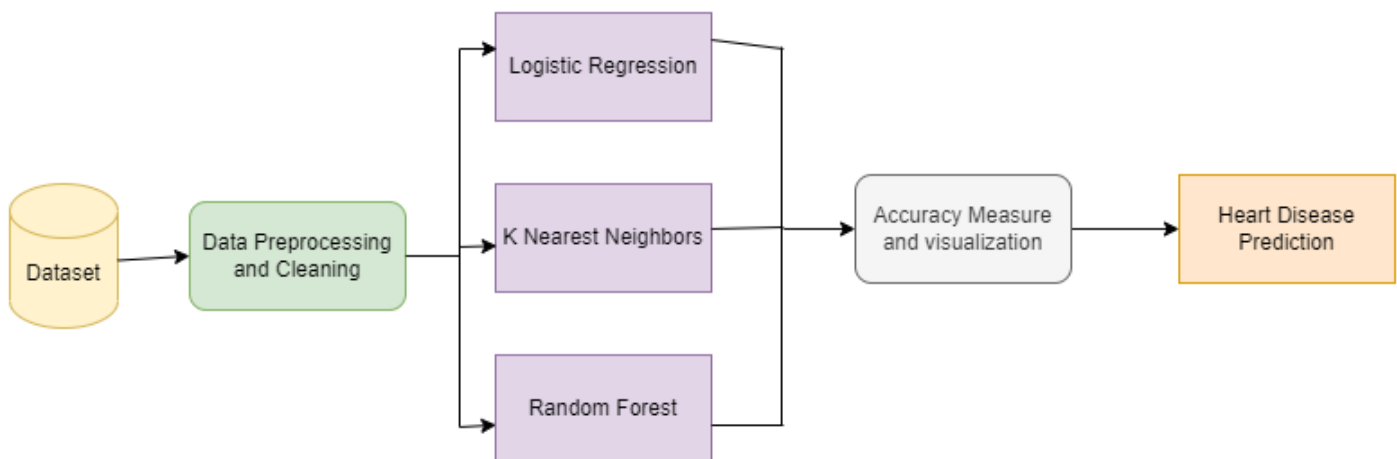 Dataset
Data Preprocessing
and Cleaning
Logistic Regression
K Nearest Neighbors
Random Forest
Accuracy Measure
and visualization
Heart Disease
Prediction